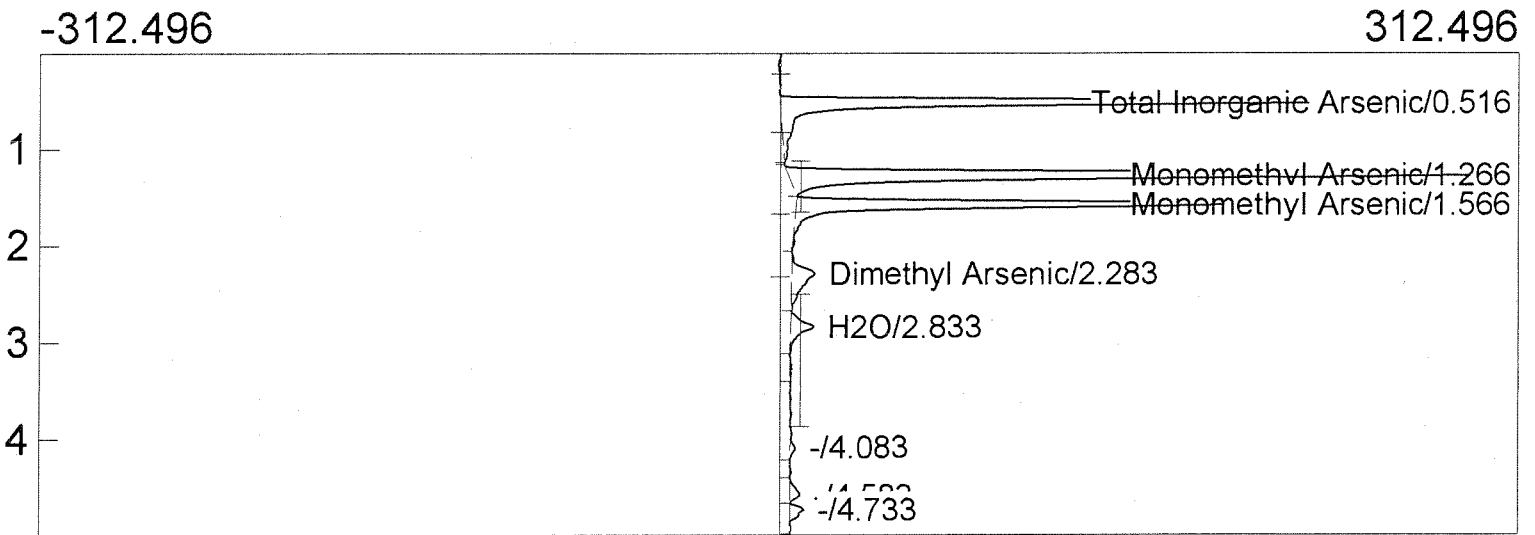 -312.496 312.496
Total Inorganic Arsenic/0.516
1
Monomethyl Arsenic/1.266
Monomethyl Arsenic/1.566
2
Dimethyl Arsenic/2.283
H2O/2.833
3
4
-/4.083
-/4.733